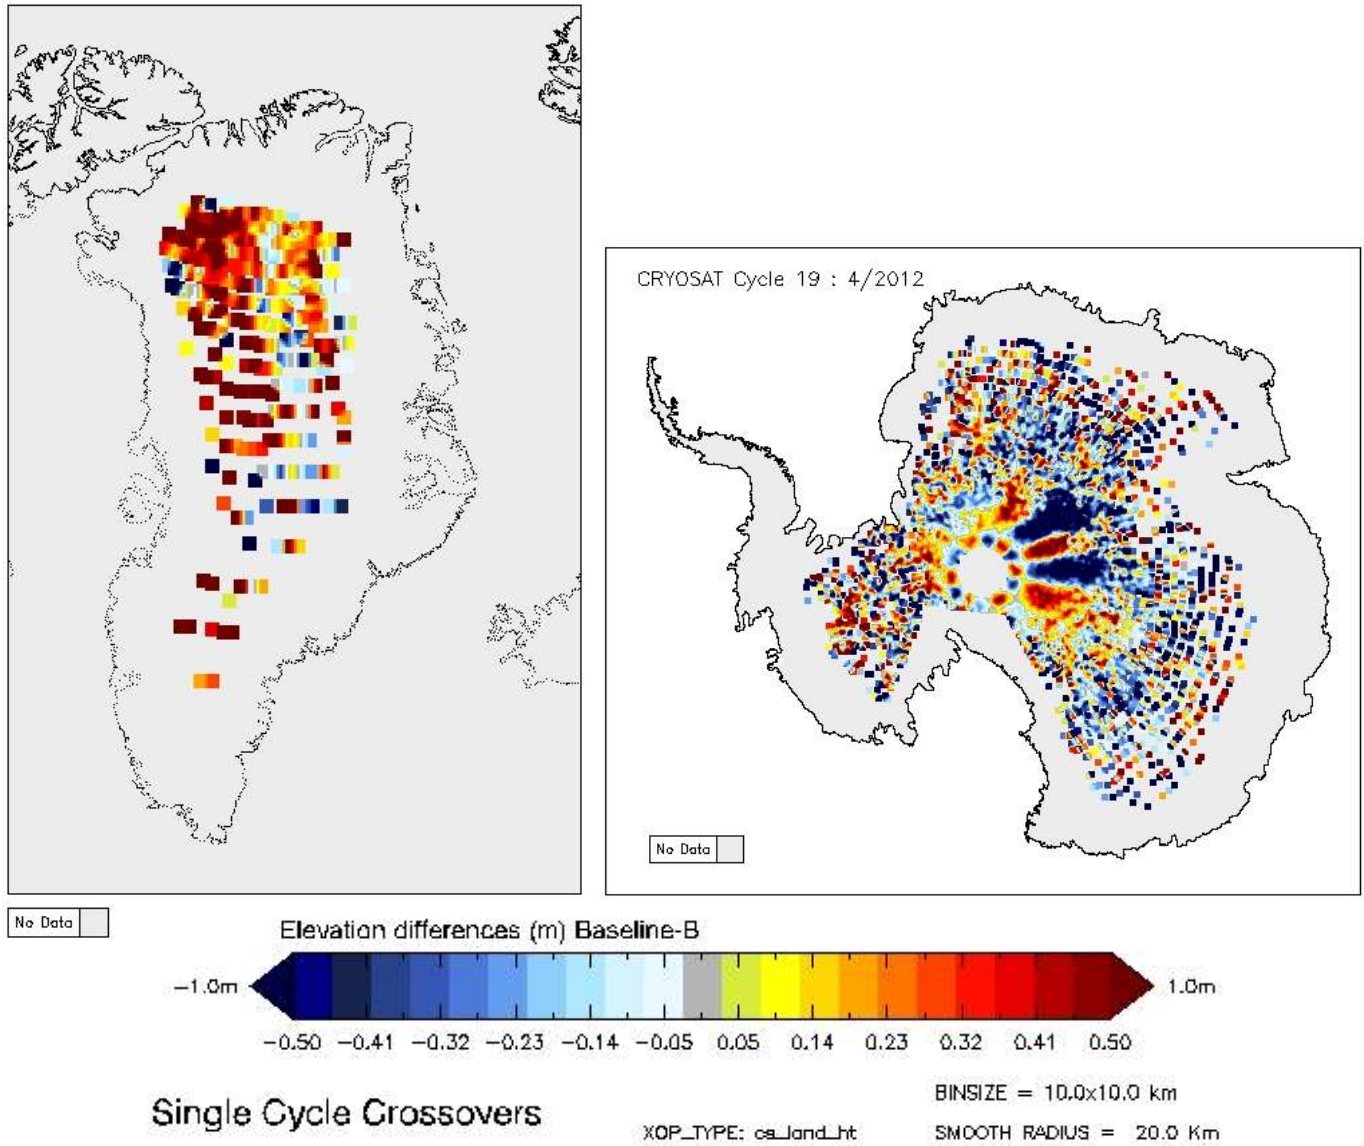 CRYOSAT Cycle 19 : 4/2012
No Data
No Data
Elevation differences (m) Baseline-B
-1.0m
1.0m
-0.50 -0.41 -0.32 -0.23 -0.14 -0.05 0.05 0.14 0.23 0.32 0.41 0.50
BINSIZE = 10.0x10.0 km
Single Cycle Crossovers
XOP_TYPE: cs_land_ht
SMOOTH RADIUS = 20.0 Km